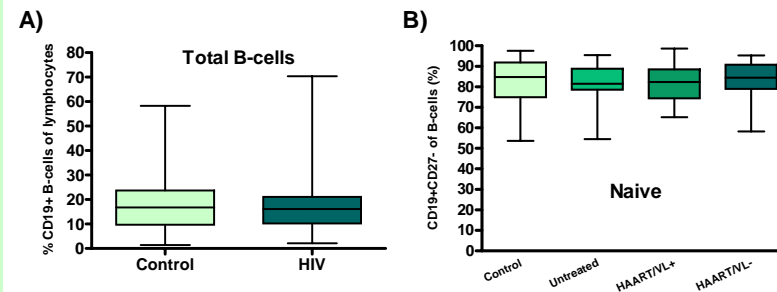 A)
Total B-cells
% CD19+ B-cells of lymphocytes
80
70
60
50
40
30
20
10
0
Control
HIV
B)
CD19+CD27- of B-cells (%)
100
90
80
70
60
50
40
30
20
10
0
Naive
Control
Untreated
HAART/VL+
HAART/VL-